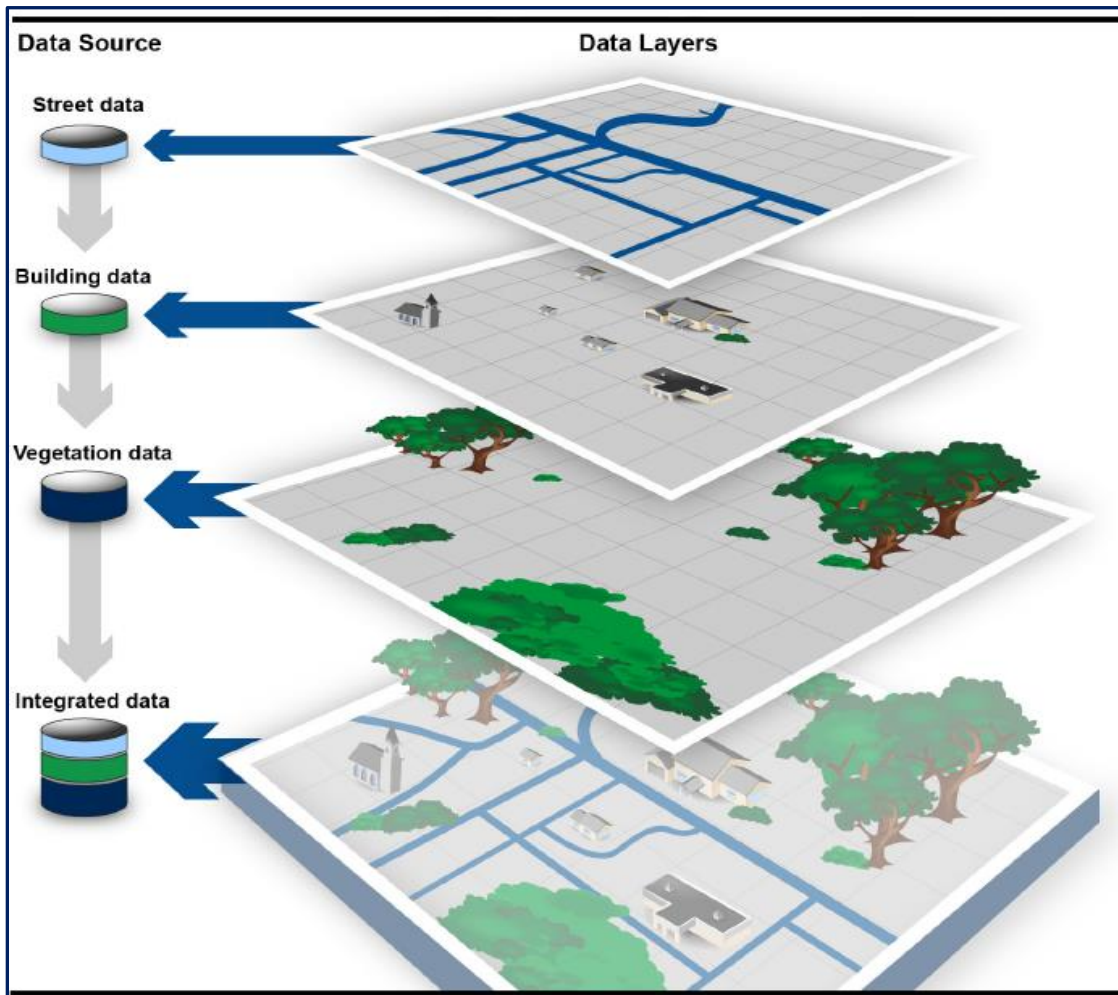 Data Source
Data Layers
Street data
Building data
Vegetation data
Integrated data